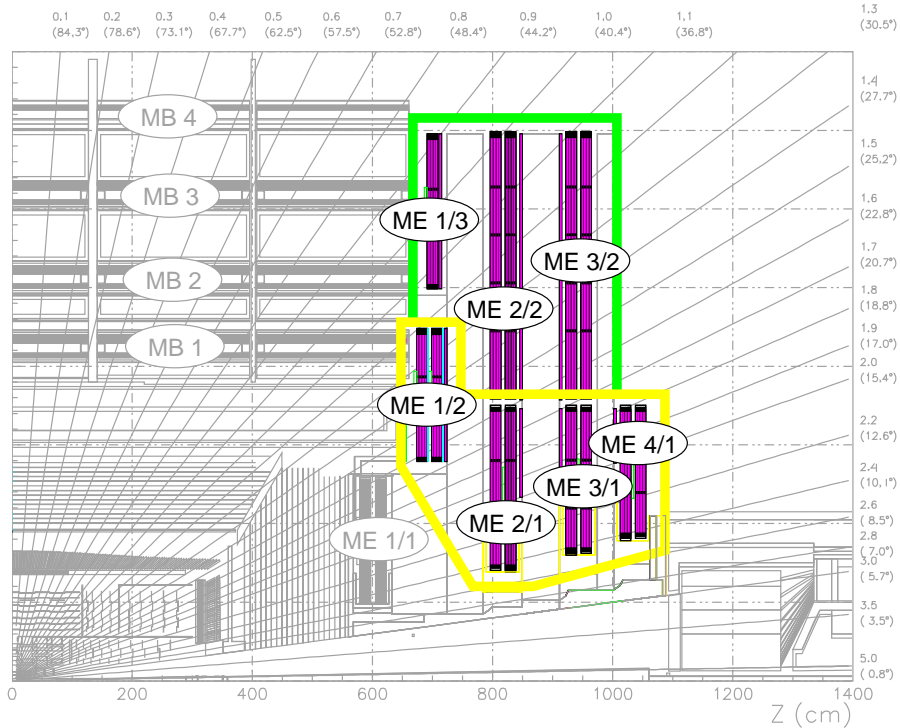 0.1 0.2 0.3 0.4 0.5 0.6 0.7 0.8 0.9 1.0 1.1 1.3
(84.3°) (78.6°) (73.1°) (67.7°) (62.5°) (57.5°) (52.8°) (48.4°) (44.2°) (40.4°) (36.8°) (30.5°)
1.4
(27.7°)
MB 4
1.5
(25.2°)
MB 3
1.6
(22.8°)
ME 1/3
1.7
(20.7°)
ME 3/2
MB 2
1.8
(18.8°)
ME 2/2
1.9
(17.0°)
MB 1
2.0
(15.4°)
ME 1/2
2.2
(12.6°)
ME 4/1
2.4
(10.1°)
ME 3/1
2.6
( 8.5°)
ME 2/1
2.8
( 7.0°)
ME 1/1
3.0
( 5.7°)
3.5
( 3.5°)
5.0
( 0.8°)
0 200 400 600 800 1000 1200 1400
Z (cm)